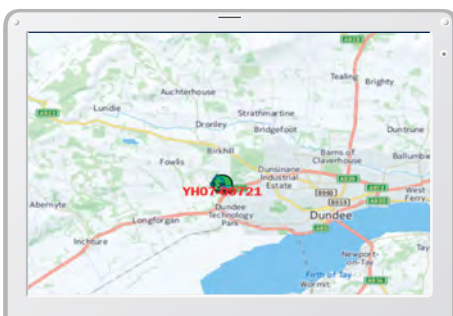 Tealing
Brighty
Auchterhouse
Lundie
Strathmartine
Dronley
Bridgefoot
Duntrune
Birkhill
Barns of
Claverhouse
Ballumbie
Fowlis
Dunsinane
Industrial
Estate
West
Ferry
Abernyte
Dundee
Technology
Park
Longforgan
Dundee
Inchture
Newport-
on-Tay
Tay
Firth of Tay
Wormit